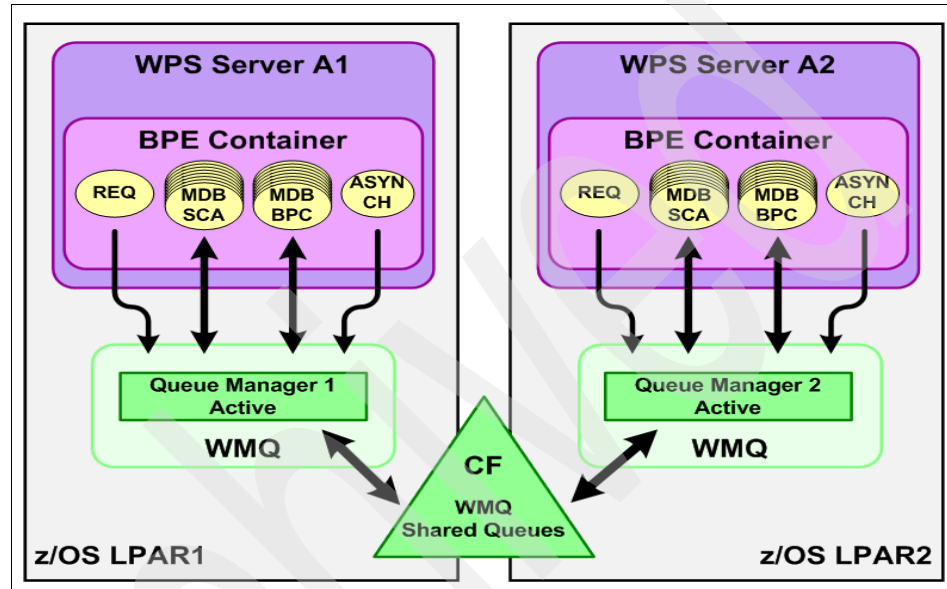 WPS Server A1
BPE Container
REQ
MDB
SCA
MDB
BPC
ASYN
CH
Queue Manager 1
Active
WMQ
z/OS LPAR1
WPS Server A2
BPE Container
REQ
MDB
SCA
MDB
BPC
ASYN
CH
Queue Manager 2
Active
WMQ
z/OS LPAR2
CF
WMQ
Shared Queues